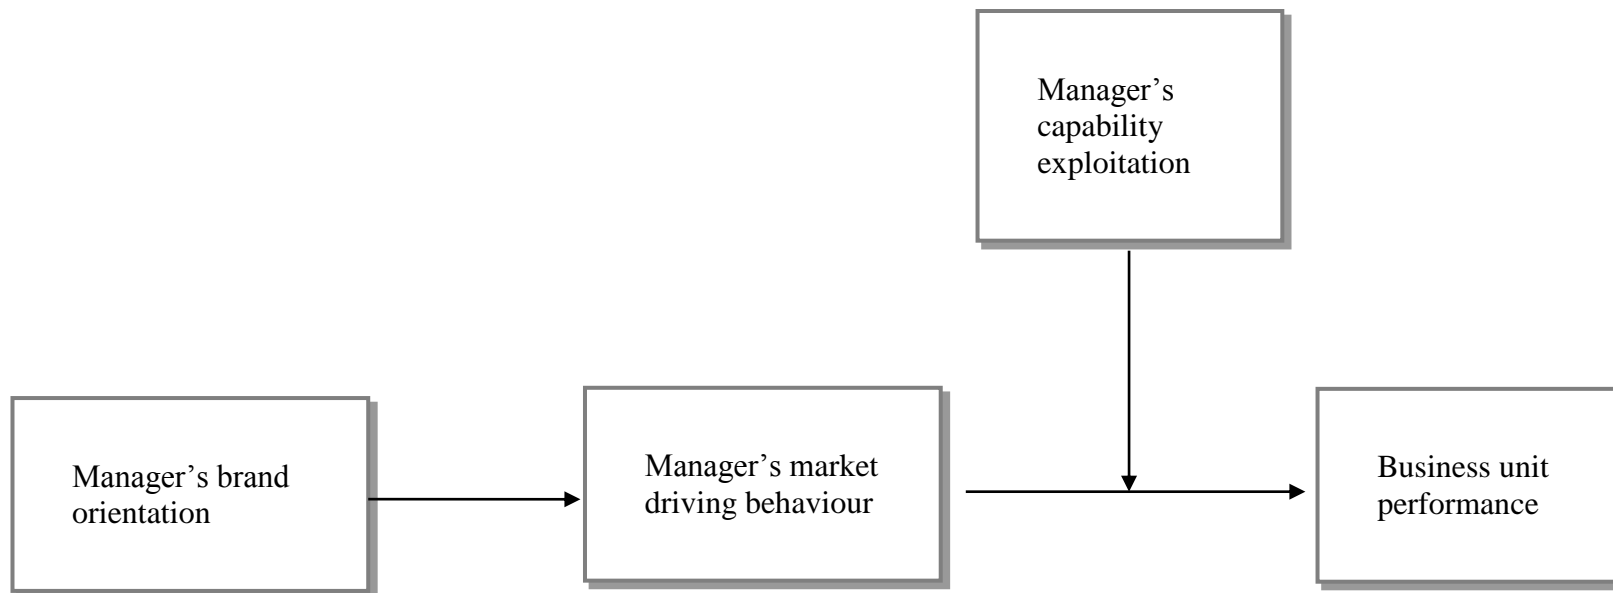 Manager’s
capability
exploitation
Manager’s brand
orientation
Manager’s market
driving behaviour
Business unit
performance